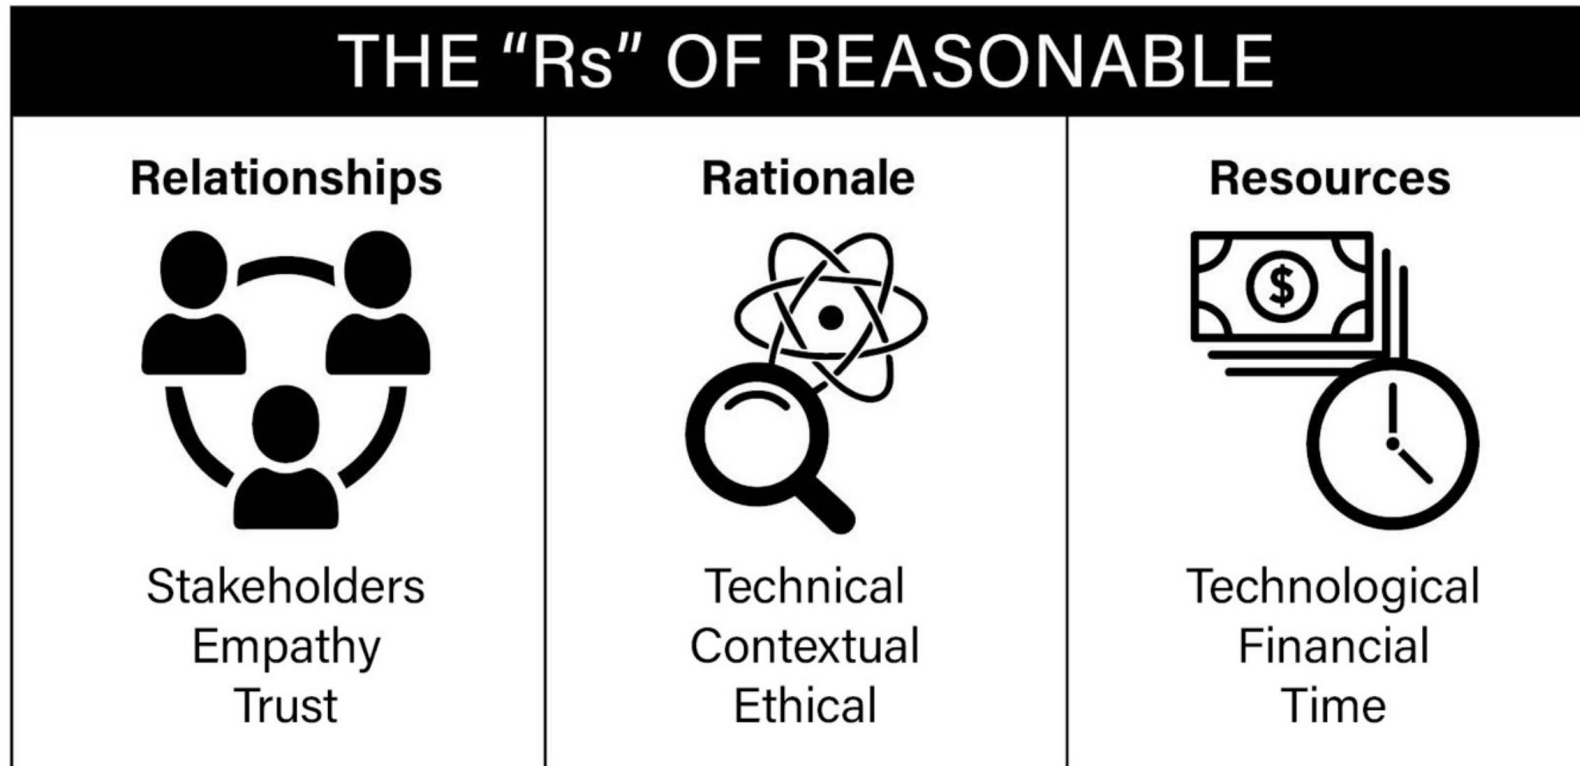 THE “Rs” OF REASONABLE
Relationships
Stakeholders
Empathy
Trust
Rationale
Technical
Contextual
Ethical
Resources
$
Technological
Financial
Time